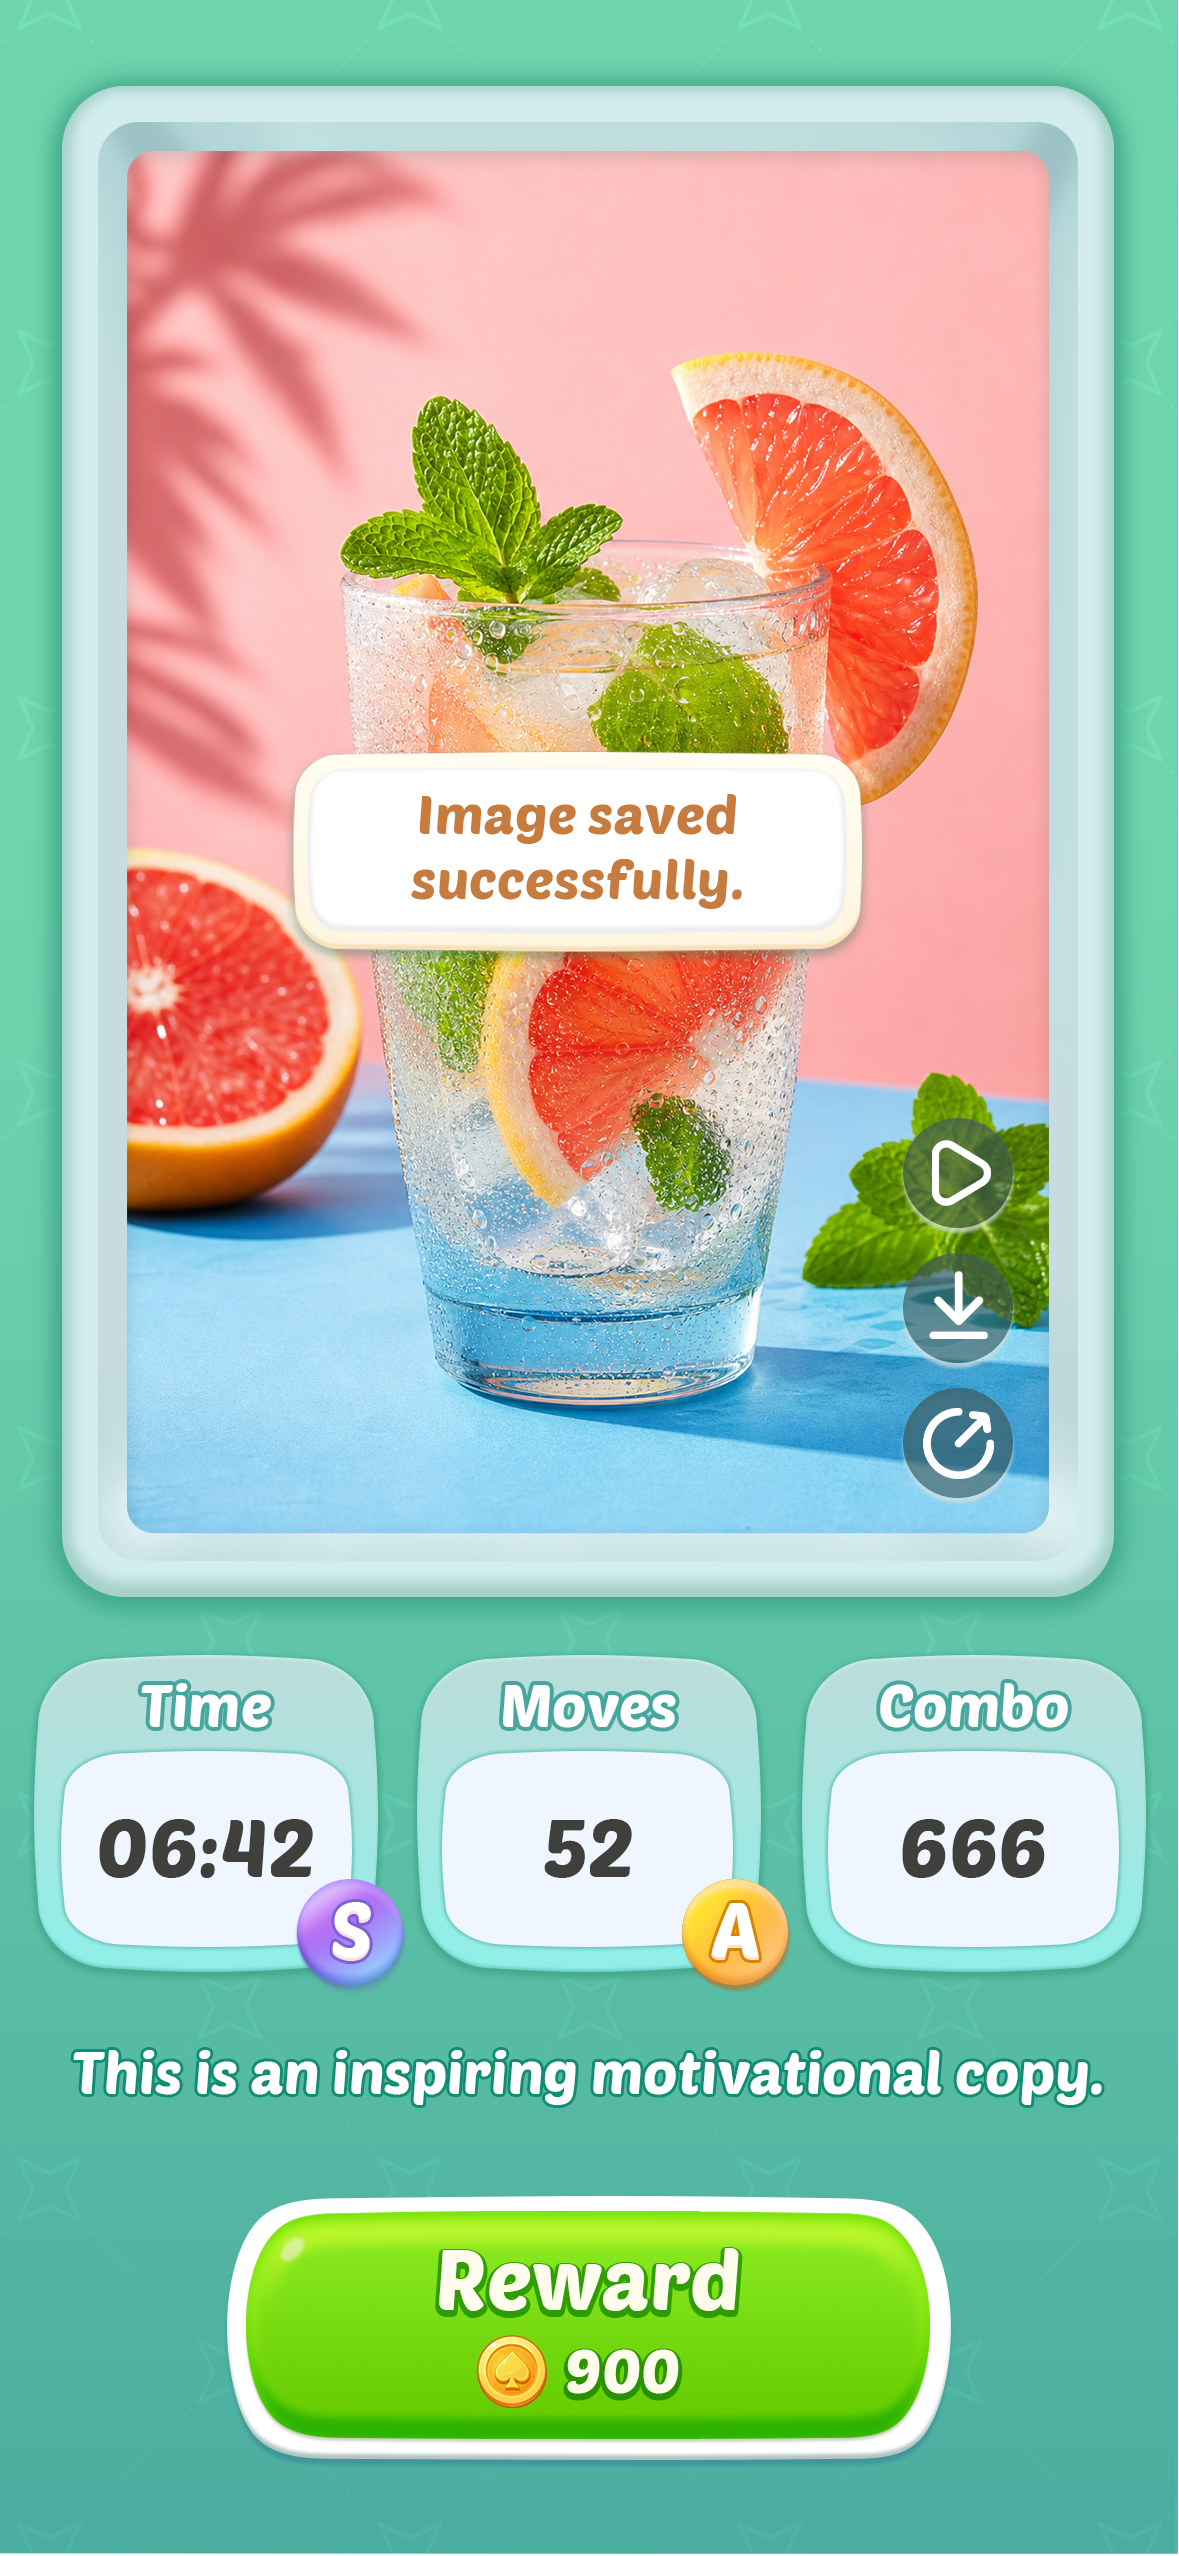 Image saved
successfully.
Time
Moves
Combo
06:42
52
666
S
A
This is an inspiring motivational copy.
Reward
900